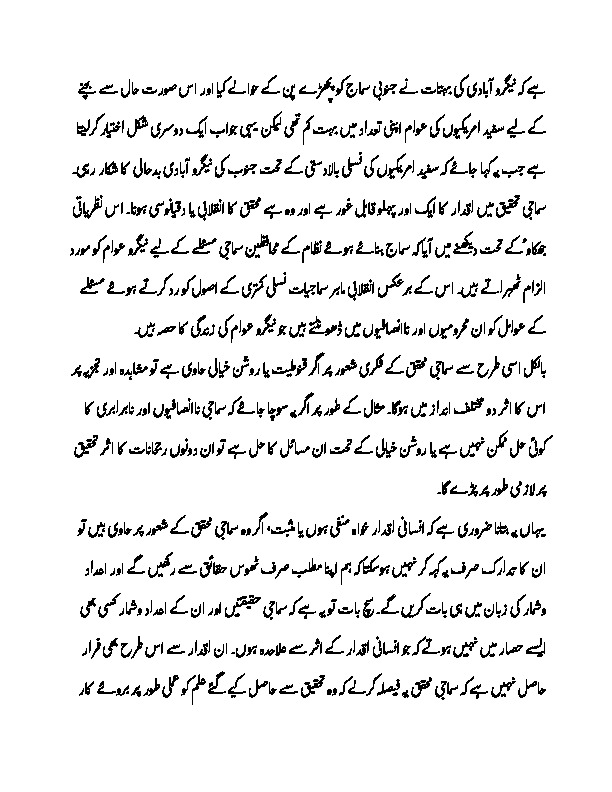 ہے کہ نیگرو آبادی کی بہتات نے جنوبی سماج کو پچھڑے پن کے حوالے کیا اور اس صورت حال سے بچنے
کے لیے سفید امریکیوں کی عوام اپنی تعداد میں بہت کم تھی لیکن یہی جواب ایک دوسری شکل اختیار کرلیتا
ہے جب یہ کہا جائے کہ سفید امریکیوں کی نسلی بالادستی کے تحت جنوب کی نیگرو آبادی بدحالی کا شکار رہی۔
سماجی تحقیق میں اقدار کا ایک اور پہلو قابل غور ہے اور وہ ہے محقق کا انقلابی یا دقیانوسی ہونا۔ اس نظریاتی
جھکاوٗ کے تحت دیکھنے میں آیا کہ سماج بنائے ہوئے نظام کے محافظین سماجی مسئلے کے لیے نیگرو عوام کو مورد
الزام ٹھہراتے ہیں۔ اس کے برعکس انقلابی ماہر سماجیات نسلی کمتری کے اصول کو رد کرتے ہوئے مسئلے
کے عوامل کو ان محرومیوں اور ناانصافیوں میں ڈھونڈتے ہیں جو نیگرو عوام کی زندگی کا حصہ ہیں۔
بالکل اسی طرح سے سماجی محقق کے فکری شعور پر اگر قنوطیت یا روشن خیالی حاوی ہے تو مشاہدہ اور تجزیہ پر
اس کا اثر دو مختلف انداز میں ہوگا۔ مثال کے طور پر اگر یہ سوچا جائے کہ سماجی ناانصافیوں اور نابرابری کا
کوئی حل ممکن نہیں ہے یا روشن خیالی کے تحت ان مسائل کا حل ہے تو ان دونوں رجحانات کا اثر تحقیق
پر لازمی طور پر پڑے گا۔
یہاں یہ بتانا ضروری ہے کہ انسانی اقدار خواہ منفی ہوں یا مثبت، اگر وہ سماجی محقق کے شعور پر حاوی ہیں تو
ان کا تدارک صرف یہ کہہ کر نہیں ہوسکتا کہ ہم اپنا مطلب صرف ٹھوس حقائق سے رکھیں گے اور اعداد
وشمار کی زبان میں ہی بات کریں گے۔ سچ بات تو یہ ہے کہ سماجی حقیقتیں اور ان کے اعداد وشمار کسی بھی
ایسے حصار میں نہیں ہوتے کہ جو انسانی اقدار کے اثر سے علاحدہ ہوں۔ ان اقدار سے اس طرح بھی فرار
حاصل نہیں ہے کہ سماجی محقق یہ فیصلہ کرلے کہ وہ تحقیق سے حاصل کیے گئے علم کو عملی طور پر بروئے کار